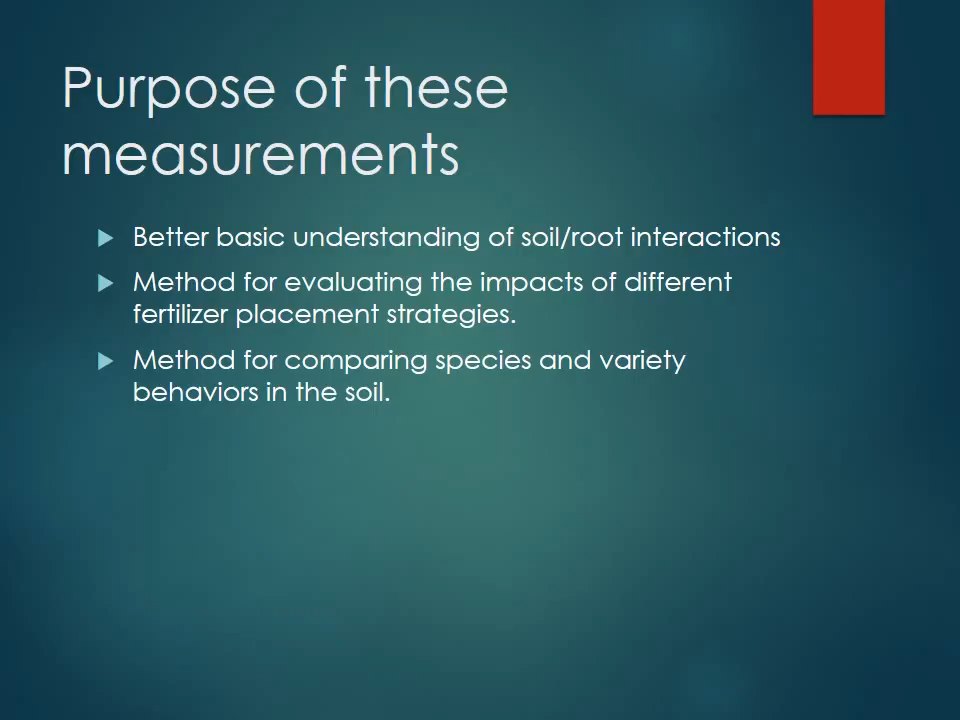 Purpose of these
measurements
Better basic understanding of soil/root interactions
Method for evaluating the impacts of different
fertilizer placement strategies.
Method for comparing species and variety
behaviors in the soil.